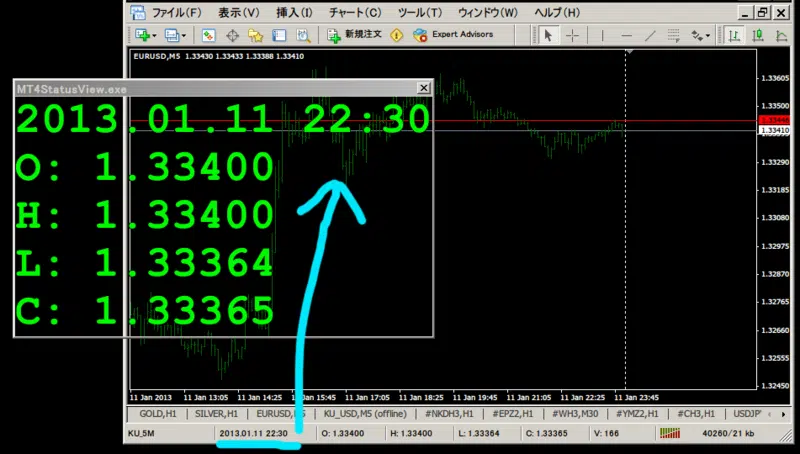 ファイル(F) 表示(V) 挿入(I) チャート(C) ツール(T) ウィンドウ(W) ヘルプ(H)
新規注文 Expert Advisors
EURUSD,M5 1.33430 1.33433 1.33388 1.33410
MT4StatusView.exe
2013.01.11 22:30
O: 1.33400
H: 1.33400
L: 1.33364
C: 1.33365
1.33605
1.33500
1.33410
1.33290
1.33185
1.33080
1.32975
1.32870
1.32765
1.32660
1.32555
1.32450
11 Jan 2013 11 Jan 13:05 11 Jan 14:25 11 Jan 15:45 11 Jan 17:05 11 Jan 18:25 11 Jan 19:45 11 Jan 21:05 11 Jan 22:25 11 Jan 23:45
GOLD,H1 SILVER,H1 EURUSD, KU_USD,M5 (offline) #NKDH3,H1 #EPZ2,H1 #WH3,M30 #YMZ2,H1 #CH3,H1 USDJP
KU_5M 2013.01.11 22:30 O: 1.33400 H: 1.33400 L: 1.33364 C: 1.33365 V: 166 40260/21 kb